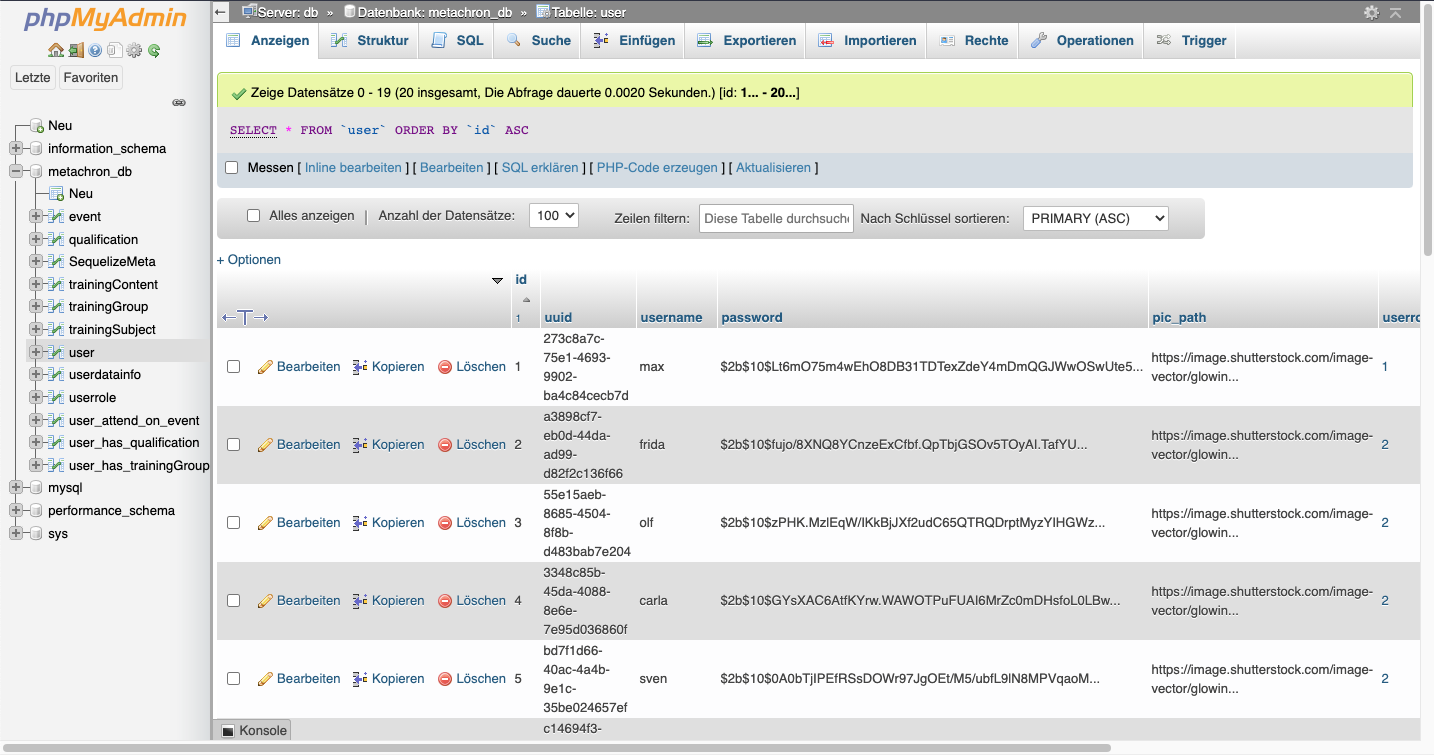 phpMyAdmin
Letzte Favoriten
Neu
information_schema
metachron_db
Neu
event
qualification
SequelizeMeta
trainingContent
trainingGroup
trainingSubject
user
userdatainfo
userrole
user_attend_on_event
user_has_qualification
user_has_trainingGroup
mysql
performance_schema
sys
Server: db » Datenbank: metachron_db » Tabelle: user
Anzeigen Struktur SQL Suche Einfügen Exportieren Importieren Rechte Operationen Trigger
Zeige Datensätze 0 - 19 (20 insgesamt, Die Abfrage dauerte 0.0020 Sekunden.) [id: 1... - 20...]
SELECT * FROM `user` ORDER BY `id` ASC
Messen [ Inline bearbeiten ] [ Bearbeiten ] [ SQL erklären ] [ PHP-Code erzeugen ] [ Aktualisieren ]
Alles anzeigen | Anzahl der Datensätze: 100 Zeilen filtern: Diese Tabelle durchsuche Nach Schlüssel sortieren: PRIMARY (ASC)
+ Optionen
id
1 uuid username password pic_path userro
Bearbeiten Kopieren Löschen 1
273c8a7c-
75e1-4693-
9902-
ba4c84cecb7d
max $2b$10$Lt6mO75m4wEhO8DB31TDTexZdeY4mDmQGJWwOSwUte5...
https://image.shutterstock.com/image-
vector/glowin...
1
Bearbeiten Kopieren Löschen 2
a3898cf7-
eb0d-44da-
ad99-
d82f2c136f66
frida $2b$10$fujo/8XNQ8YCnzeExCfbf.QpTbjGSOv5TOyAI.TafYU...
https://image.shutterstock.com/image-
vector/glowin...
2
Bearbeiten Kopieren Löschen 3
55e15aeb-
8685-4504-
8f8b-
d483bab7e204
olf $2b$10$zPHK.MzlEqW/IKkBjJXf2udC65QTRQDrptMyzYIHGWz...
https://image.shutterstock.com/image-
vector/glowin...
2
Bearbeiten Kopieren Löschen 4
3348c85b-
45da-4088-
8e6e-
7e95d036860f
carla $2b$10$GYsXAC6AtfKYrw.WAWOTPuFUAI6MrZc0mDHsfoL0LBw...
https://image.shutterstock.com/image-
vector/glowin...
2
Bearbeiten Kopieren Löschen 5
bd7f1d66-
40ac-4a4b-
9e1c-
35be024657ef
sven $2b$10$0A0bTjIPEfRSsDOWr97JgOEt/M5/ubfL9lN8MPVqaoM...
https://image.shutterstock.com/image-
vector/glowin...
2
c14694f3-
Konsole